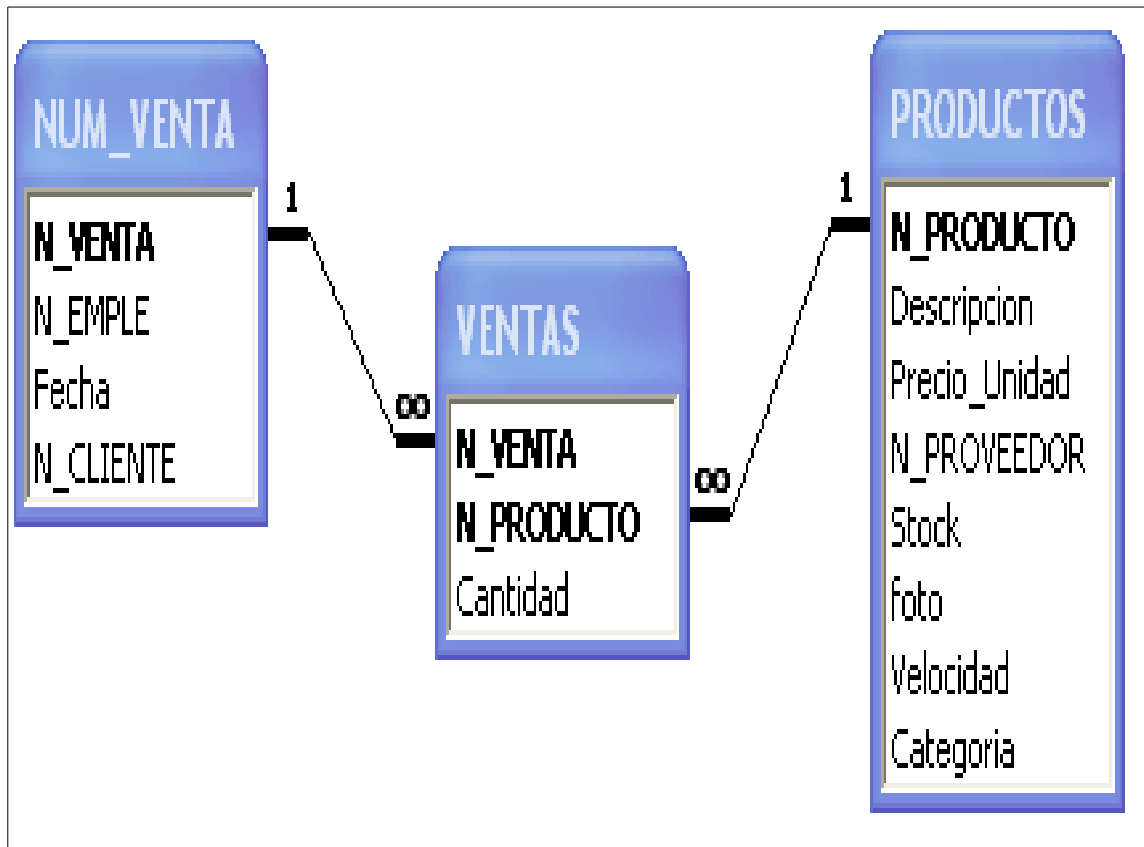 NUM_VENTA
N_VENTA
N_EMPLE
Fecha
N_CLIENTE
1
∞
VENTAS
N_VENTA
N_PRODUCTO
Cantidad
∞
1
PRODUCTOS
N_PRODUCTO
Descripcion
Precio_Unidad
N_PROVEEDOR
Stock
foto
Velocidad
Categoria